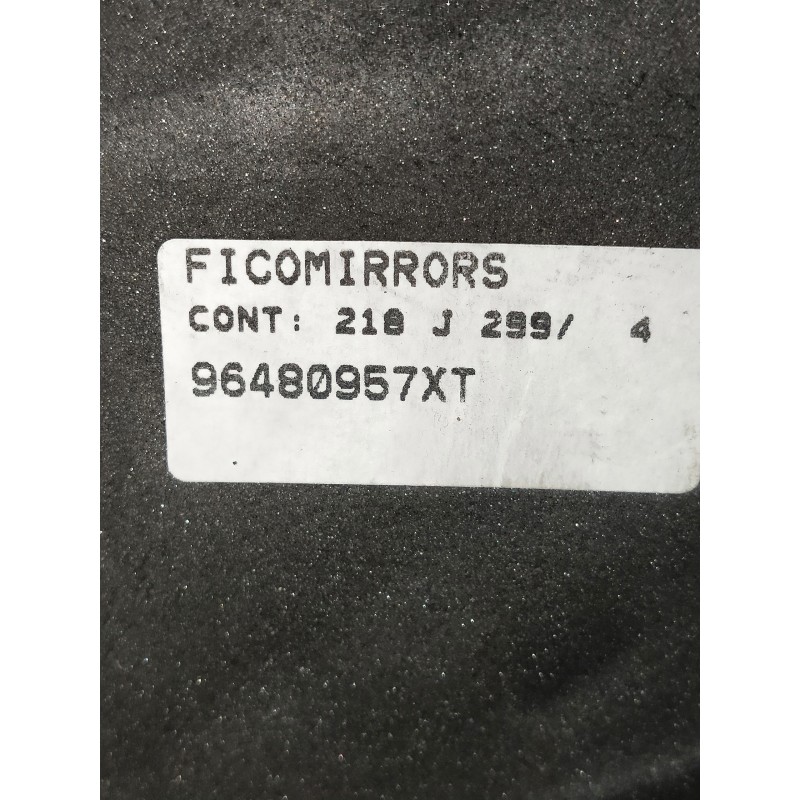 FICOMIRRORS
CONT: 218 J 299/ 4
96480957XT